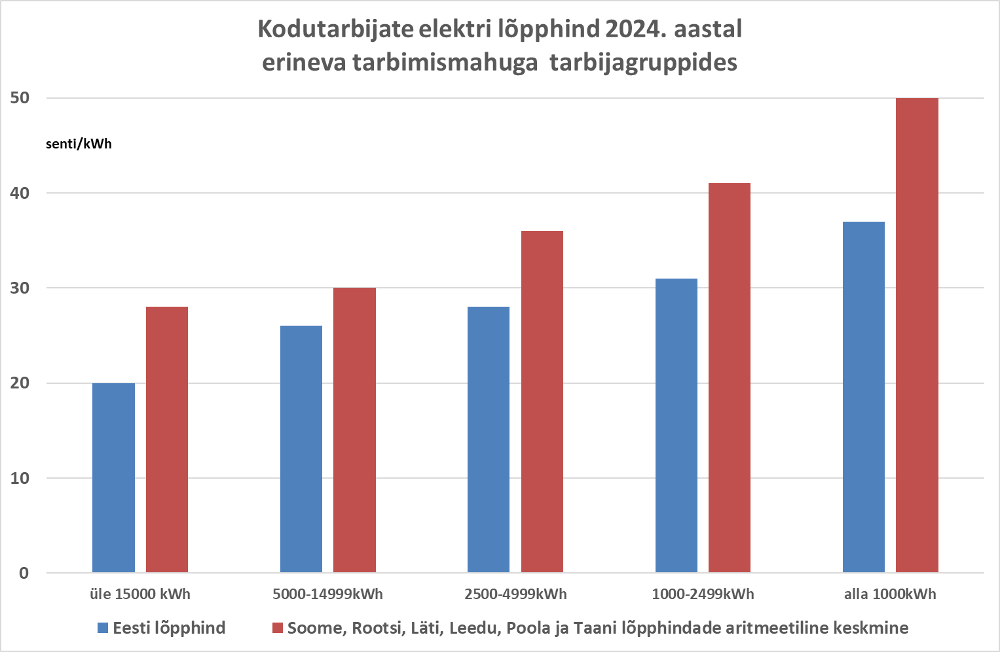 Kodutarbijate elektri lõpphind 2024. aastal
erineva tarbimismahuga  tarbijagruppides
50
senti/kWh
40
30
20
10
0
üle 15000 kWh
5000-14999kWh
2500-4999kWh
1000-2499kWh
alla 1000kWh
Eesti lõpphind
Soome, Rootsi, Läti, Leedu, Poola ja Taani lõpphindade aritmeetiline keskmine